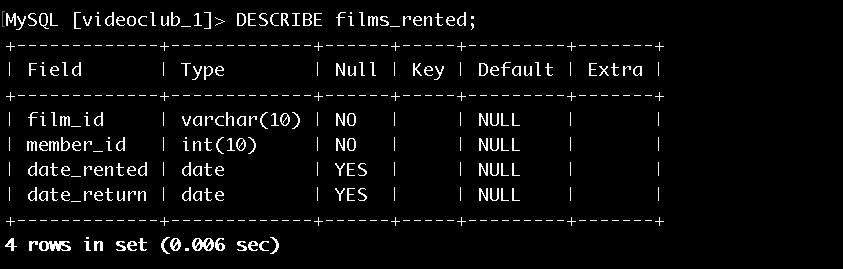 MySQL [videoclub_1]> DESCRIBE films_rented;
+-------------+-------------+------+-----+---------+-------+
| Field       | Type        | Null | Key | Default | Extra |
+-------------+-------------+------+-----+---------+-------+
| film_id     | varchar(10) | NO   |     | NULL    |       |
| member_id   | int(10)     | NO   |     | NULL    |       |
| date_rented | date        | YES  |     | NULL    |       |
| date_return | date        | YES  |     | NULL    |       |
+-------------+-------------+------+-----+---------+-------+
4 rows in set (0.006 sec)